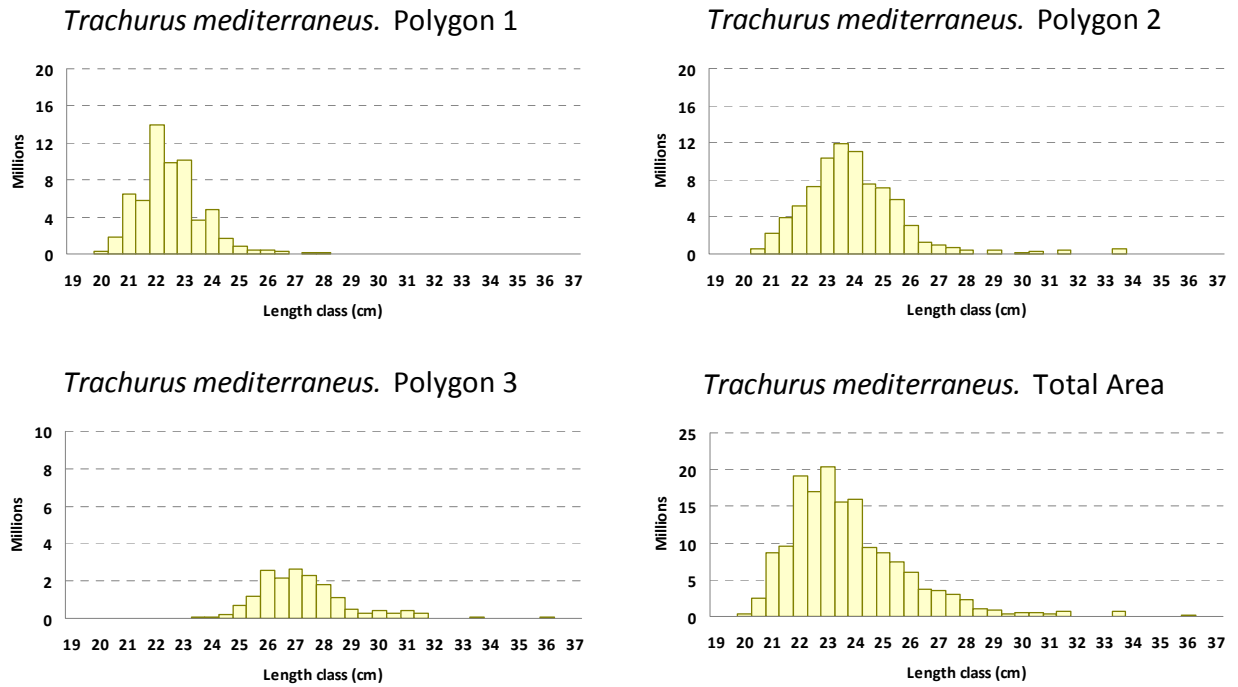 Trachurus mediterraneus. Polygon 1
20
16
12
8
4
0
Millions
19 20 21 22 23 24 25 26 27 28 29 30 31 32 33 34 35 36 37
Length class (cm)
Trachurus mediterraneus. Polygon 2
20
16
12
8
4
0
Millions
19 20 21 22 23 24 25 26 27 28 29 30 31 32 33 34 35 36 37
Length class (cm)
Trachurus mediterraneus. Polygon 3
10
8
6
4
2
0
Millions
19 20 21 22 23 24 25 26 27 28 29 30 31 32 33 34 35 36 37
Length class (cm)
Trachurus mediterraneus. Total Area
25
20
15
10
5
0
Millions
19 20 21 22 23 24 25 26 27 28 29 30 31 32 33 34 35 36 37
Length class (cm)